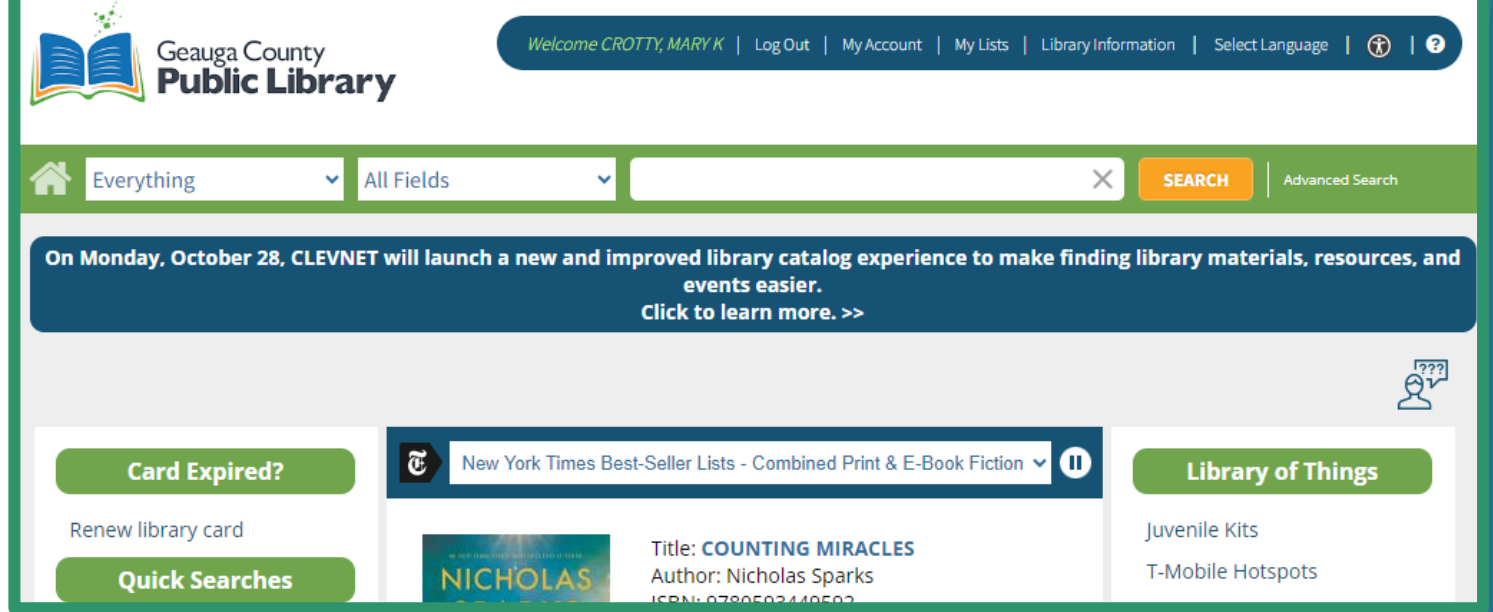 Geauga County
Public Library
Welcome CROTTY, MARY K | Log Out | My Account | My Lists | Library Information | Select Language | | ?
Everything All Fields SEARCH Advanced Search
On Monday, October 28, CLEVNET will launch a new and improved library catalog experience to make finding library materials, resources, and
events easier.
Click to learn more. >>
???
Card Expired?
Renew library card
Quick Searches
T
New York Times Best-Seller Lists - Combined Print & E-Book Fiction
NICHOLAS
Title: COUNTING MIRACLES
Author: Nicholas Sparks
ISBN: 9780593449592
Library of Things
Juvenile Kits
T-Mobile Hotspots